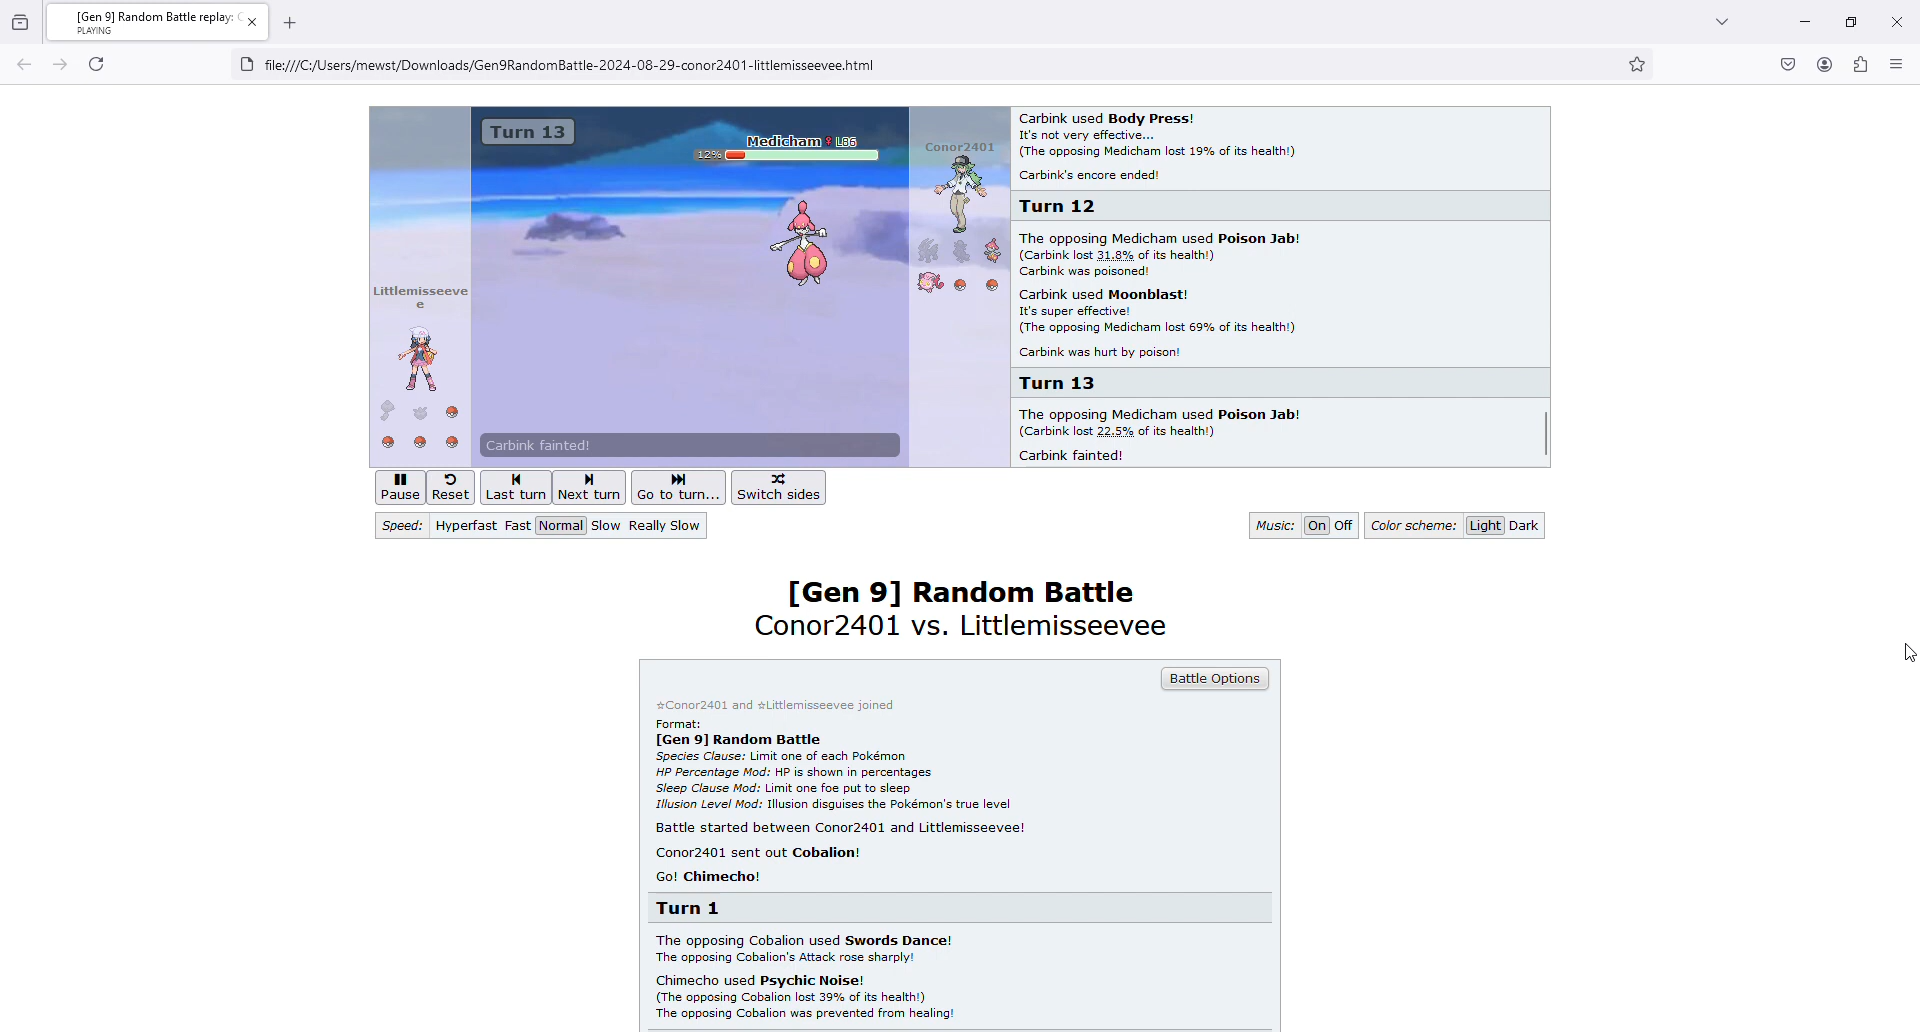 [Gen 9] Random Battle replay: C
PLAYING
file:///C:/Users/mewst/Downloads/Gen9RandomBattle-2024-08-29-conor2401-littlemisseevee.html
Turn 13
Medicham ♀ L86
12%
Conor2401
Littlemisseeve
e
Carbink fainted!
Carbink used Body Press!
It's not very effective...
(The opposing Medicham lost 19% of its health!)
Carbink's encore ended!
Turn 12
The opposing Medicham used Poison Jab!
(Carbink lost 31.8% of its health!)
Carbink was poisoned!
Carbink used Moonblast!
It's super effective!
(The opposing Medicham lost 69% of its health!)
Carbink was hurt by poison!
Turn 13
The opposing Medicham used Poison Jab!
(Carbink lost 22.5% of its health!)
Carbink fainted!
Pause Reset Last turn Next turn Go to turn... Switch sides
Speed: Hyperfast Fast Normal Slow Really Slow
Music: On Off Color scheme: Light Dark
[Gen 9] Random Battle
Conor2401 vs. Littlemisseevee
Battle Options
☆Conor2401 and ☆Littlemisseevee joined
Format:
[Gen 9] Random Battle
Species Clause: Limit one of each Pokémon
HP Percentage Mod: HP is shown in percentages
Sleep Clause Mod: Limit one foe put to sleep
Illusion Level Mod: Illusion disguises the Pokémon's true level
Battle started between Conor2401 and Littlemisseevee!
Conor2401 sent out Cobalion!
Go! Chimecho!
Turn 1
The opposing Cobalion used Swords Dance!
The opposing Cobalion's Attack rose sharply!
Chimecho used Psychic Noise!
(The opposing Cobalion lost 39% of its health!)
The opposing Cobalion was prevented from healing!